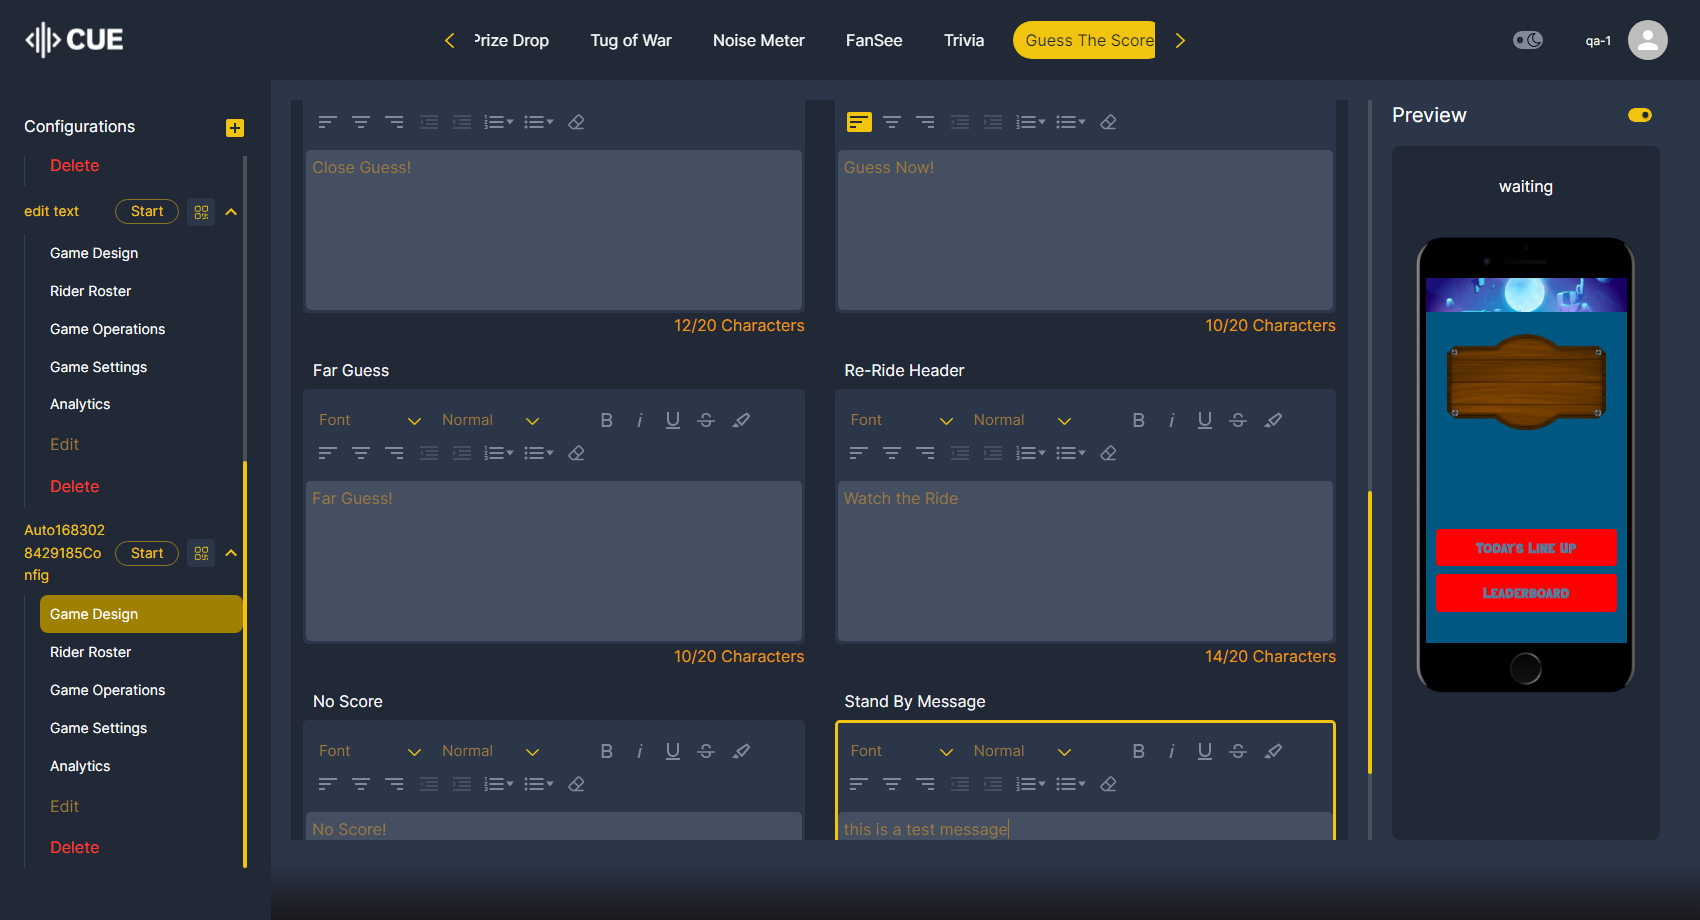 CUE
Prize Drop
Tug of War
Noise Meter
FanSee
Trivia
Guess The Score
qa-1
Configurations
Delete
edit text
Start
Game Design
Rider Roster
Game Operations
Game Settings
Analytics
Edit
Delete
Auto168302
8429185Co
nfig
Start
Game Design
Rider Roster
Game Operations
Game Settings
Analytics
Edit
Delete
Close Guess!
12/20 Characters
Guess Now!
10/20 Characters
Far Guess
Font
Normal
B i U S
Far Guess!
10/20 Characters
Re-Ride Header
Font
Normal
B i U S
Watch the Ride
14/20 Characters
No Score
Font
Normal
B i U S
No Score!
Stand By Message
Font
Normal
B i U S
this is a test message
Preview
waiting
Today's Line Up
Leaderboard